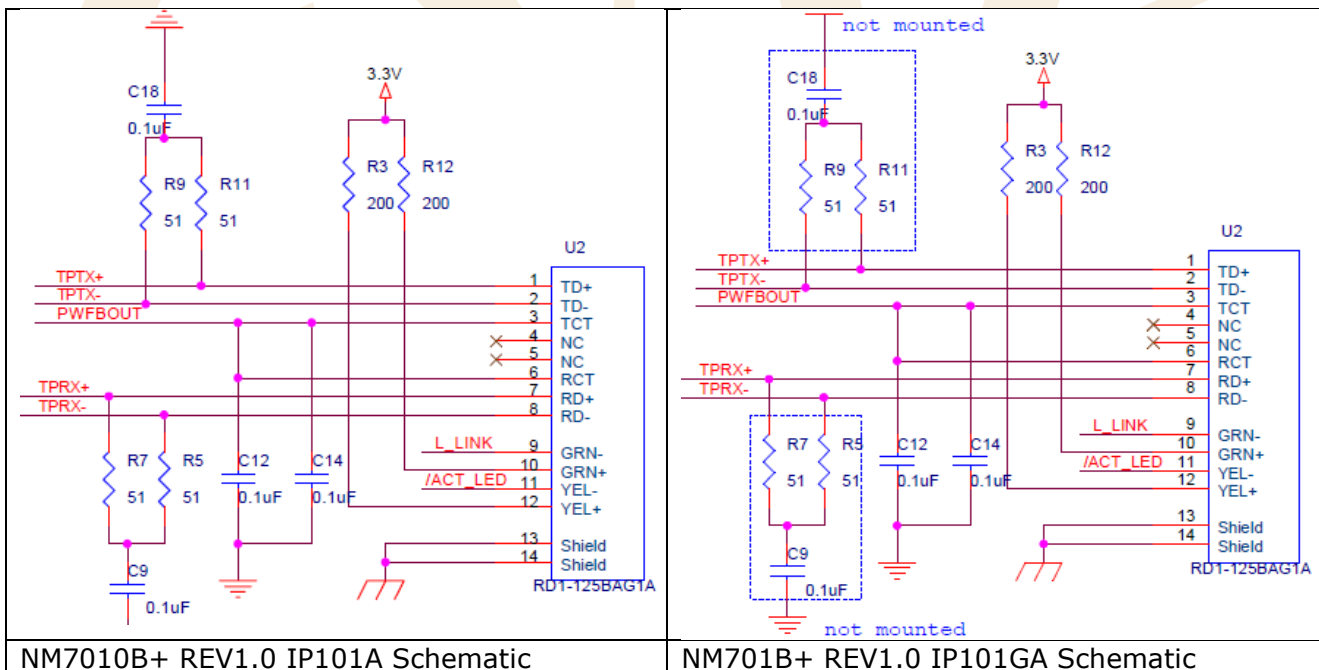 C18
0.1uF
R9
51
R11
51
3.3V
R3
200
R12
200
U2
TPTX+
TPTX-
PWFBOUT
1
2
3
4
5
6
7
8
9
10
11
12
13
14
TD+
TD-
TCT
NC
NC
RCT
RD+
RD-
GRN-
GRN+
YEL-
YEL+
Shield
Shield
TPRX+
TPRX-
L_LINK
/ACT_LED
R7
51
R5
51
C12
0.1uF
C14
0.1uF
C9
0.1uF
RD1-125BAG1A
NM7010B+ REV1.0 IP101A Schematic
not mounted
C18
0.1uF
R9
51
R11
51
3.3V
R3
200
R12
200
U2
TPTX+
TPTX-
PWFBOUT
1
2
3
4
5
6
7
8
9
10
11
12
13
14
TD+
TD-
TCT
NC
NC
RCT
RD+
RD-
GRN-
GRN+
YEL-
YEL+
Shield
Shield
TPRX+
TPRX-
L_LINK
/ACT_LED
R7
51
R5
51
C12
0.1uF
C14
0.1uF
C9
0.1uF
RD1-125BAG1A
not mounted
NM701B+ REV1.0 IP101GA Schematic